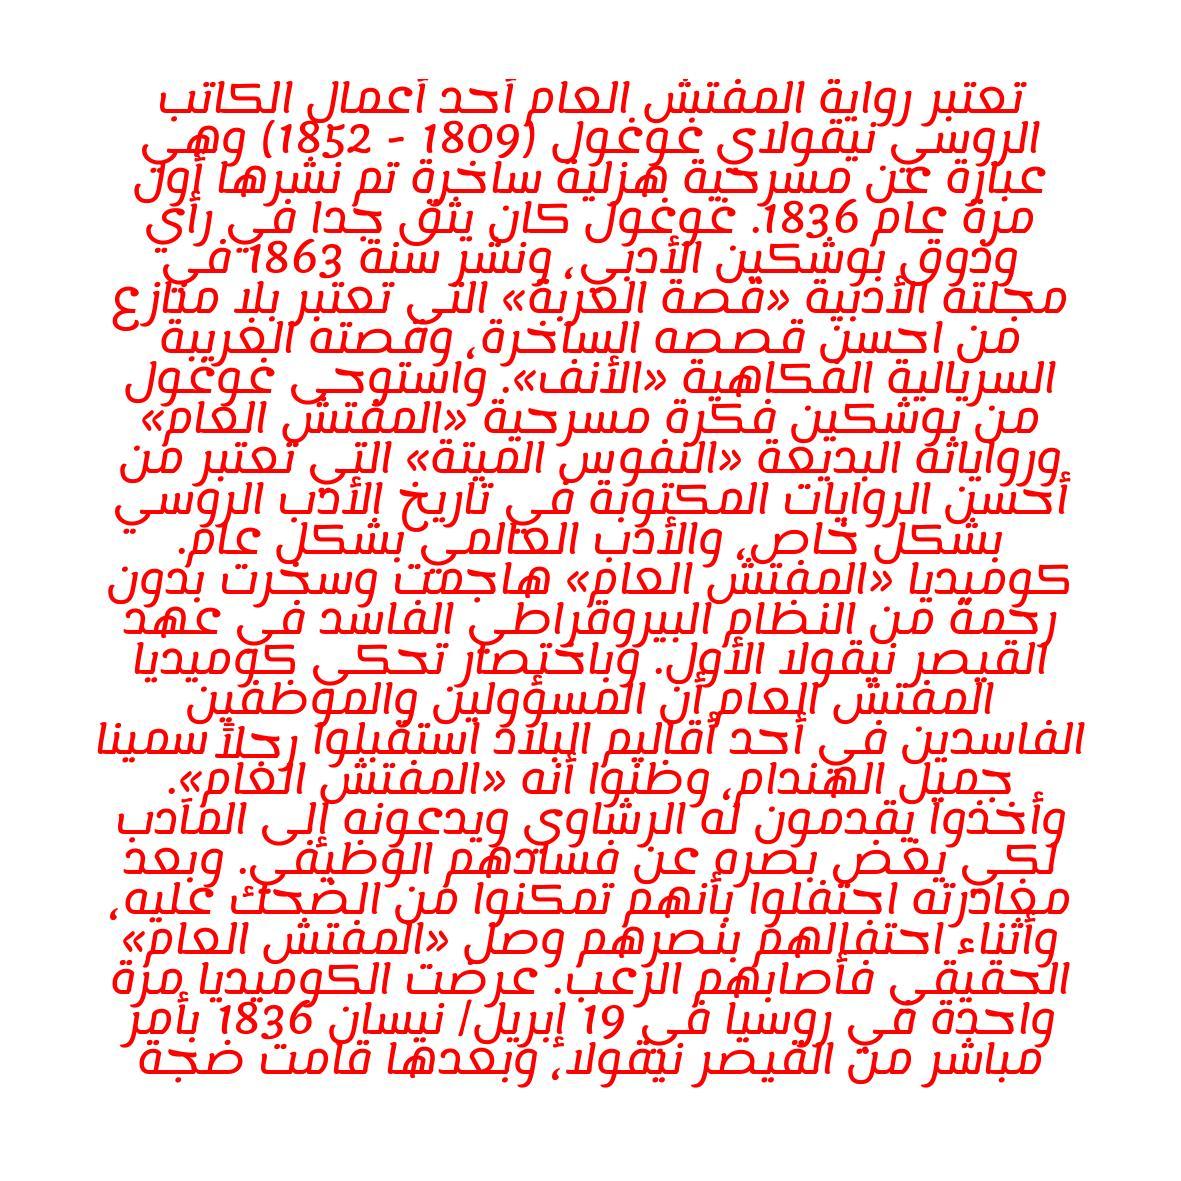 تعتبر رواية المفتش العام أحد أعمال الكاتب
الروسي نيقولاي غوغول (1809 - 1852) وهي
عبارة عن مسرحية هزلية ساخرة تم نشرها أول
مرة عام 1836. غوغول كان يثق جدا في رأي
وذوق بوشكين الأدبي، ونشر سنة 1863 في
مجلته الأدبية «قصة العربة» التي تعتبر بلا منازع
من احسن قصصه الساخرة، وقصته الغريبة
السريالية الفكاهية «الأنف». واستوحى غوغول
من بوشكين فكرة مسرحية «المفتش العام»
ورواياته البديعة «النفوس الميتة» التي تعتبر من
أحسن الروايات المكتوبة في تاريخ الأدب الروسي
بشكل خاص، والأدب العالمي بشكل عام.
كوميديا «المفتش العام» هاجمت وسخرت بدون
رحمة من النظام البيروقراطي الفاسد في عهد
القيصر نيقولا الأول. وباختصار تحكي كوميديا
المفتش العام أن المسؤولين والموظفين
الفاسدين في أحد أقاليم البلاد استقبلوا رجلاً سمينا
جميل الهندام، وظنوا أنه «المفتش العام».
وأخذوا يقدمون له الرشاوي ويدعونه إلى المآدب
لكي يغض بصره عن فسادهم الوظيفي. وبعد
مغادرته احتفلوا بأنهم تمكنوا من الضحك عليه،
وأثناء احتفالهم بنصرهم وصل «المفتش العام»
الحقيقي فأصابهم الرعب. عرضت الكوميديا مرة
واحدة في روسيا في 19 إبريل/ نيسان 1836 بأمر
مباشر من القيصر نيقولا، وبعدها قامت ضجة